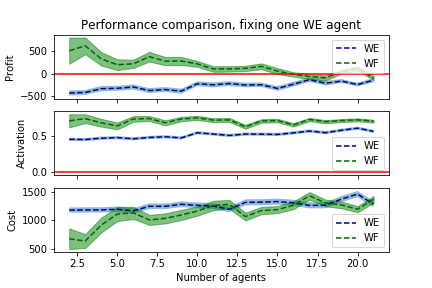 Performance comparison, fixing one WE agent
Profit
500
0
−500
WE
WF
Activation
0.5
0.0
WE
WF
Cost
1500
1000
500
WE
WF
2.5 5.0 7.5 10.0 12.5 15.0 17.5 20.0
Number of agents